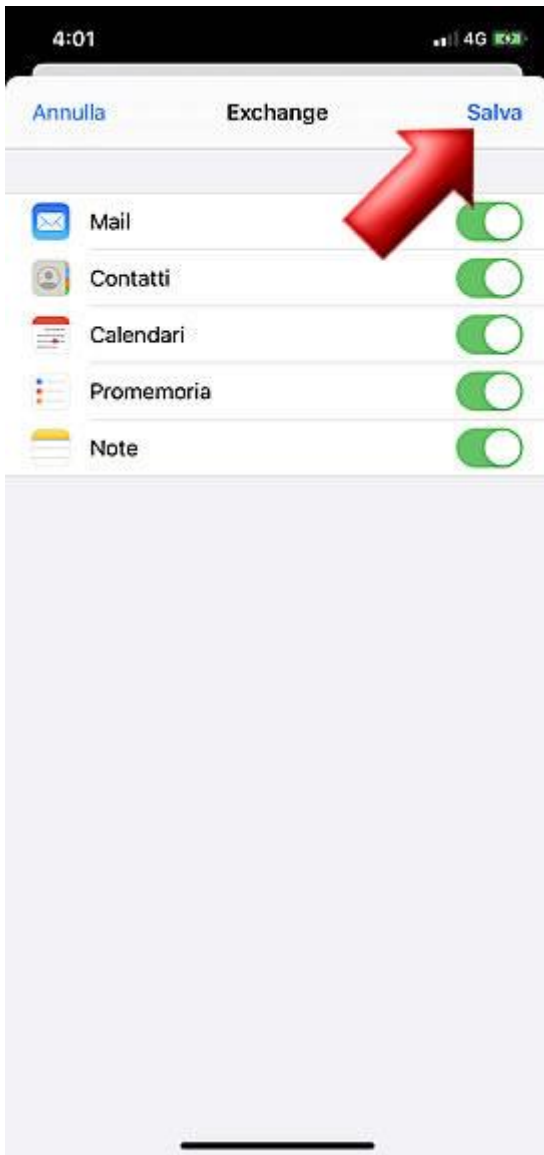 4:01 4G
Annulla Exchange Salva
Mail
Contatti
Calendari
Promemoria
Note